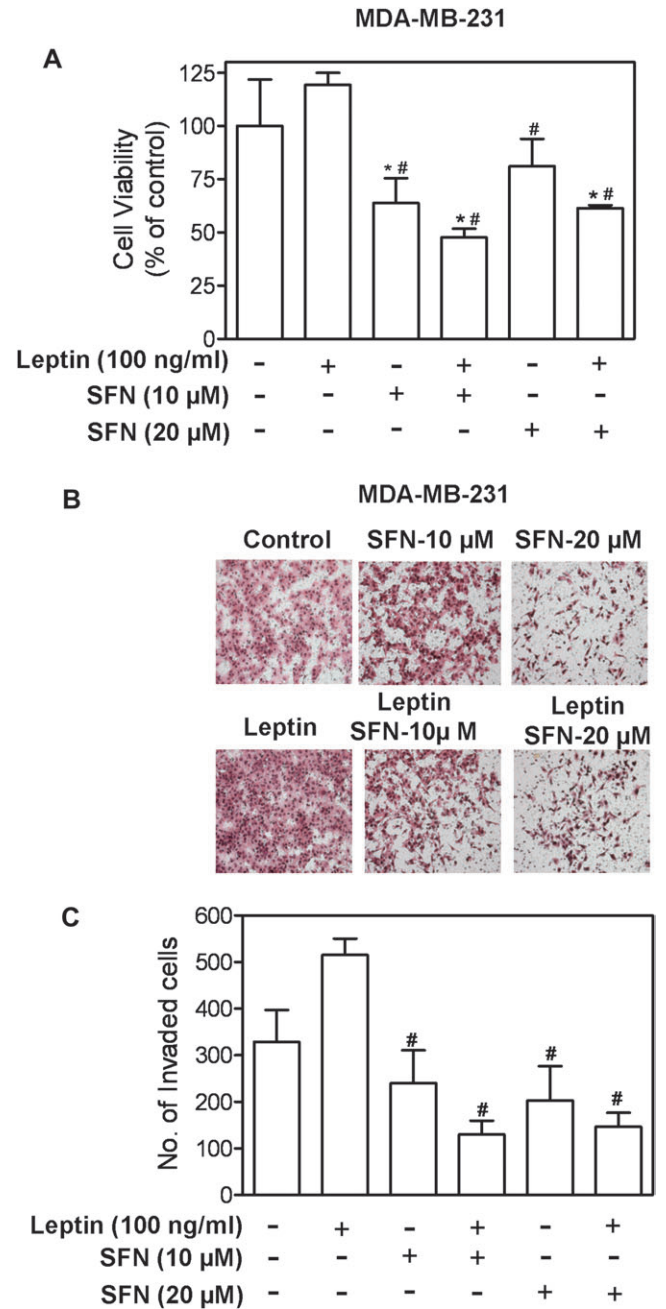 MDA-MB-231
A
Cell Viability
(% of control)
125
100
75
50
25
0
* #
* #
#
* #
Leptin (100 ng/ml) - + - + - +
SFN (10 µM) - - + + - -
SFN (20 µM) - - - - + +
B
MDA-MB-231
Control SFN-10 µM SFN-20 µM
Leptin Leptin Leptin
SFN-10µ M SFN-20 µM
C
No. of Invaded cells
600
500
400
300
200
100
0
#
#
#
#
Leptin (100 ng/ml) - + - + - +
SFN (10 µM) - - + + - -
SFN (20 µM) - - - - + +